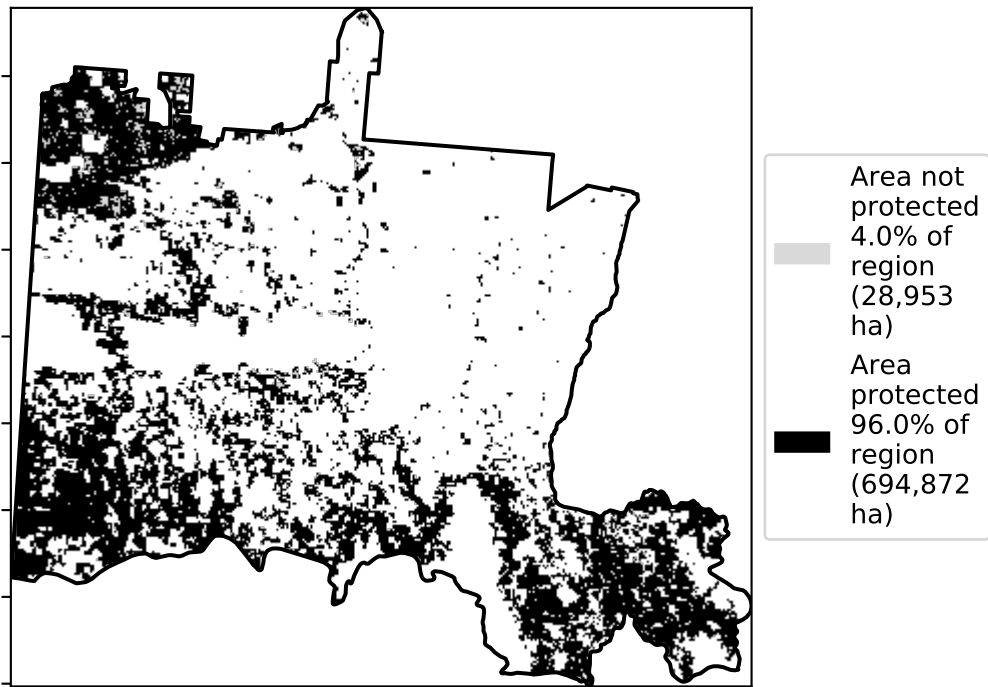 Area not
protected
4.0% of
region
(28,953
ha)
Area
protected
96.0% of
region
(694,872
ha)